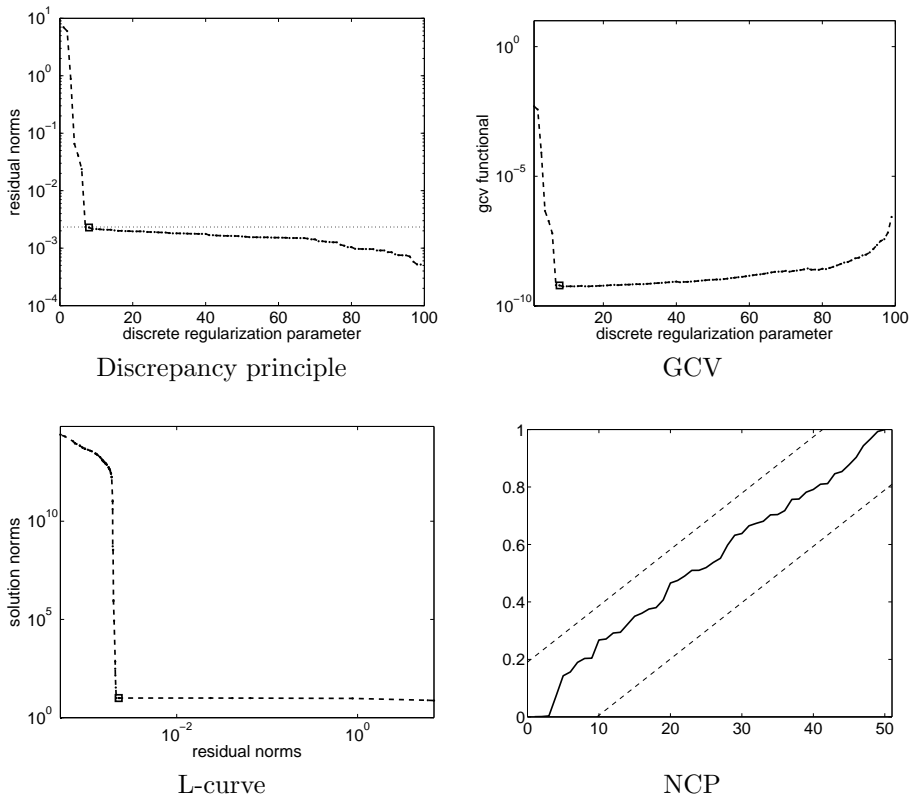 10^1
10^0
10^−1
10^−2
10^−3
10^−4
residual norms
0 20 40 60 80 100
discrete regularization parameter
Discrepancy principle
10^0
10^−5
10^−10
gcv functional
20 40 60 80 100
discrete regularization parameter
GCV
10^10
10^5
10^0
solution norms
10^−2 10^0
residual norms
L-curve
1
0.8
0.6
0.4
0.2
0
0 10 20 30 40 50
NCP